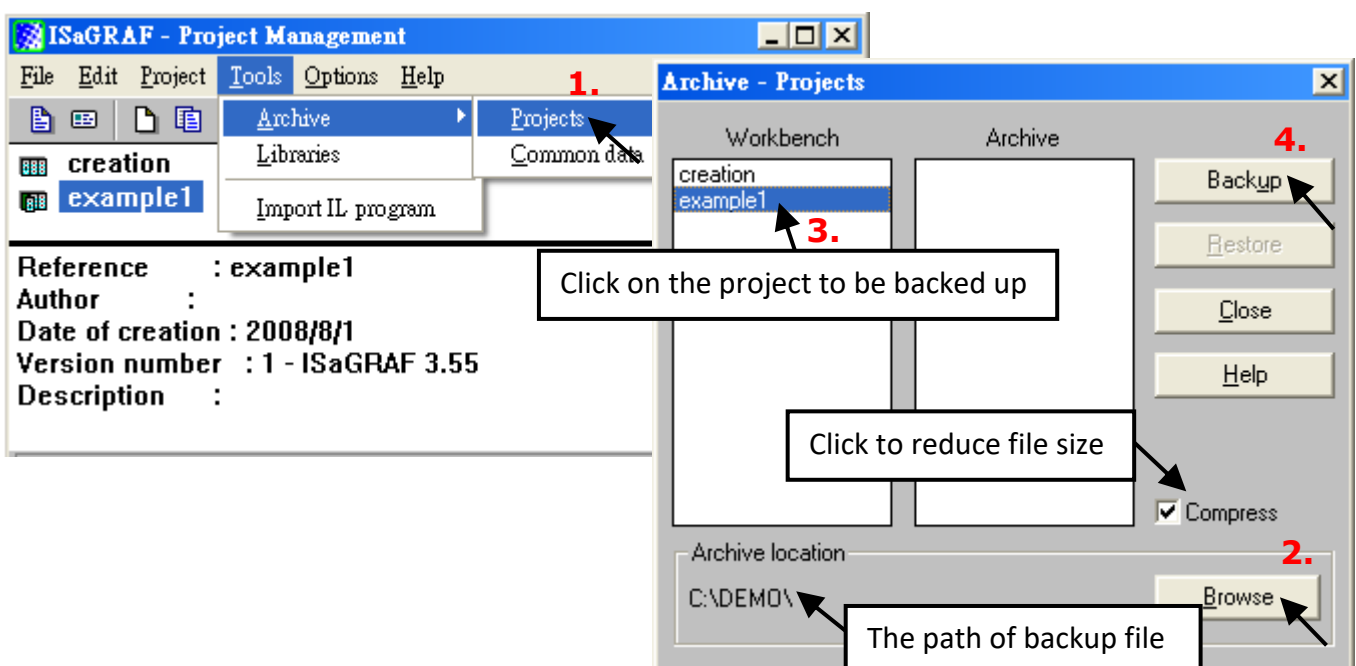 ISaGRAF - Project Management
File Edit Project Tools Options Help
1.
Archive
Projects
Libraries
Common data
Import IL program
creation
example1
Reference : example1
Author :
Date of creation : 2008/8/1
Version number : 1 - ISaGRAF 3.55
Description :
Archive - Projects
Workbench Archive
4.
creation
example1
3.
Backup
Restore
Click on the project to be backed up
Close
Help
Click to reduce file size
Compress
Archive location
2.
C:\DEMO\
Browse
The path of backup file